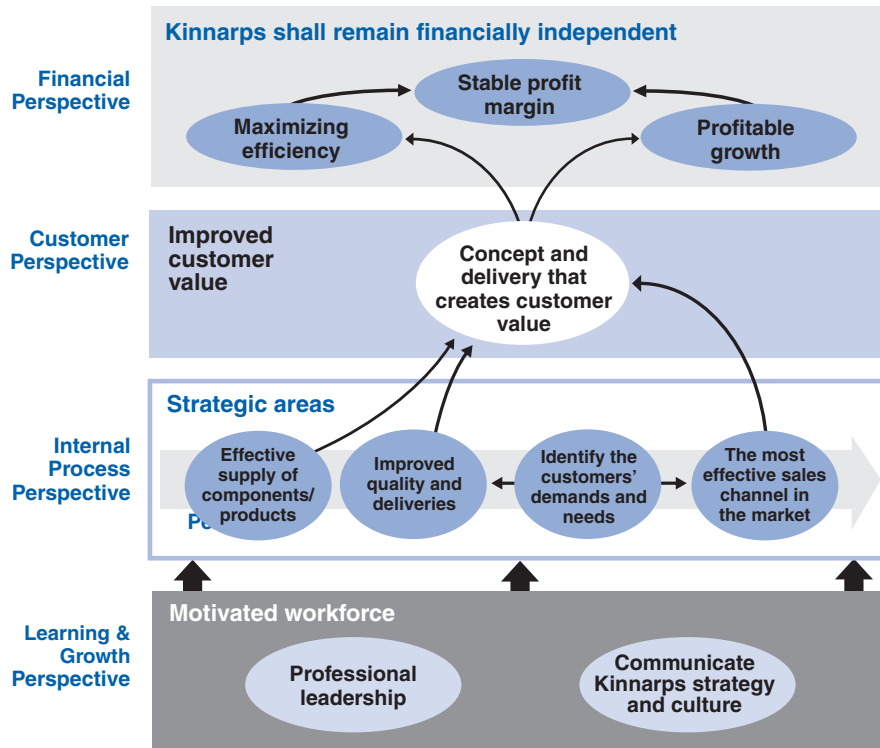 Kinnarps shall remain financially independent
Financial
Perspective
Stable profit
margin
Maximizing
efficiency
Profitable
growth
Customer
Perspective
Improved
customer
value
Concept and
delivery that
creates customer
value
Internal
Process
Perspective
Strategic areas
Effective
supply of
components/
products
Improved
quality and
deliveries
Identify the
customers’
demands and
needs
The most
effective sales
channel in
the market
Pe
Learning &
Growth
Perspective
Motivated workforce
Professional
leadership
Communicate
Kinnarps strategy
and culture